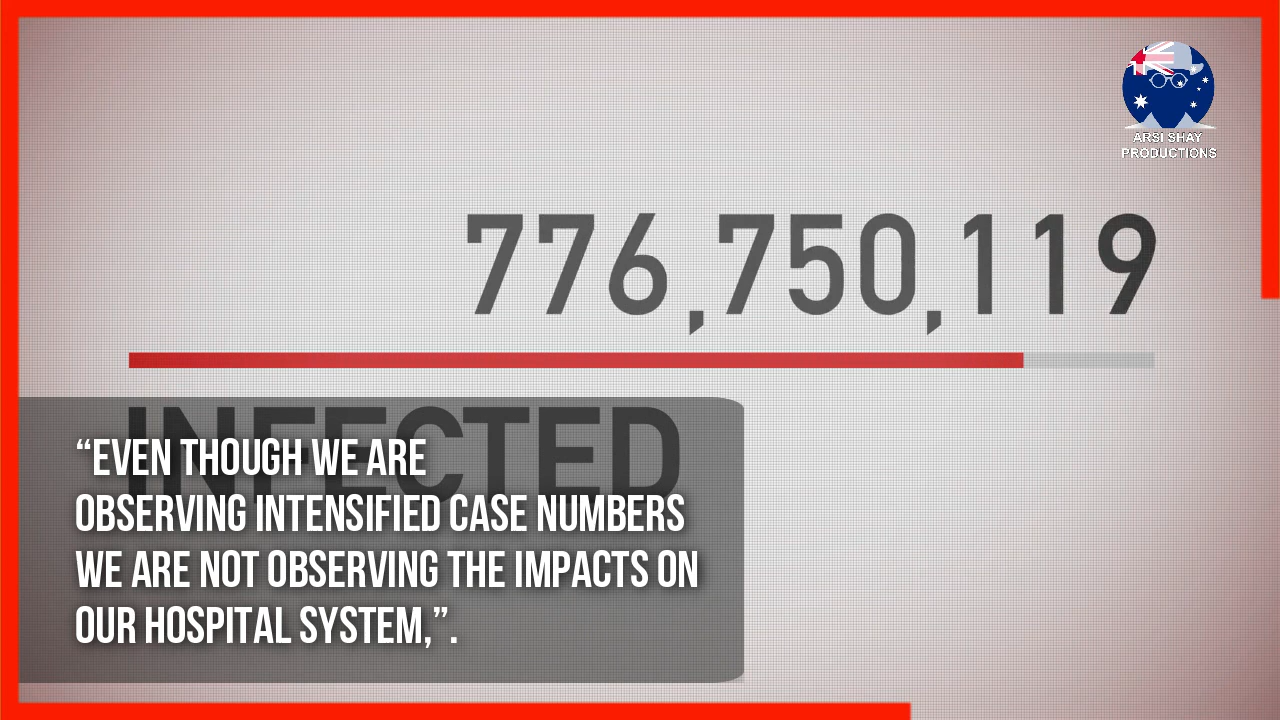 ARSI SHAY
PRODUCTIONS
776,750,119
INFECTED
“EVEN THOUGH WE ARE
OBSERVING INTENSIFIED CASE NUMBERS
WE ARE NOT OBSERVING THE IMPACTS ON
OUR HOSPITAL SYSTEM,”.